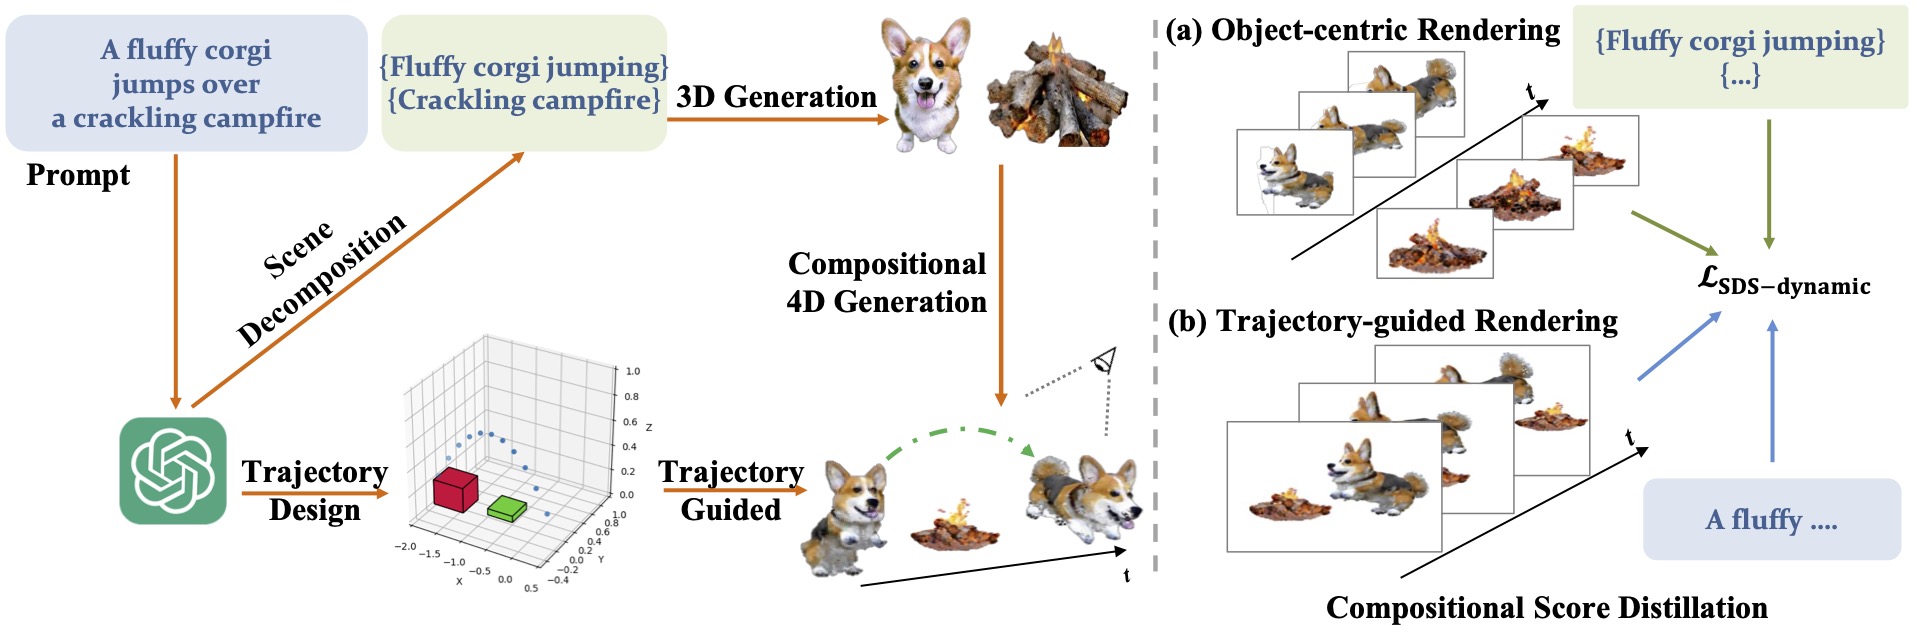 A fluffy corgi
jumps over
a crackling campfire
{Fluffy corgi jumping}
{Crackling campfire}
3D Generation
Prompt
Scene
Decomposition
Compositional
4D Generation
Trajectory
Design
1.0
0.8
0.6
0.4
0.2
0.0
Z
−2.0
−1.5
−1.0
−0.5
0.0
0.5
X
1.0
0.8
0.6
0.4
0.2
0.0
−0.2
−0.4
Y
Trajectory
Guided
t
(a) Object-centric Rendering
{Fluffy corgi jumping}
{...}
t
ℒSDS−dynamic
(b) Trajectory-guided Rendering
t
A fluffy ....
Compositional Score Distillation